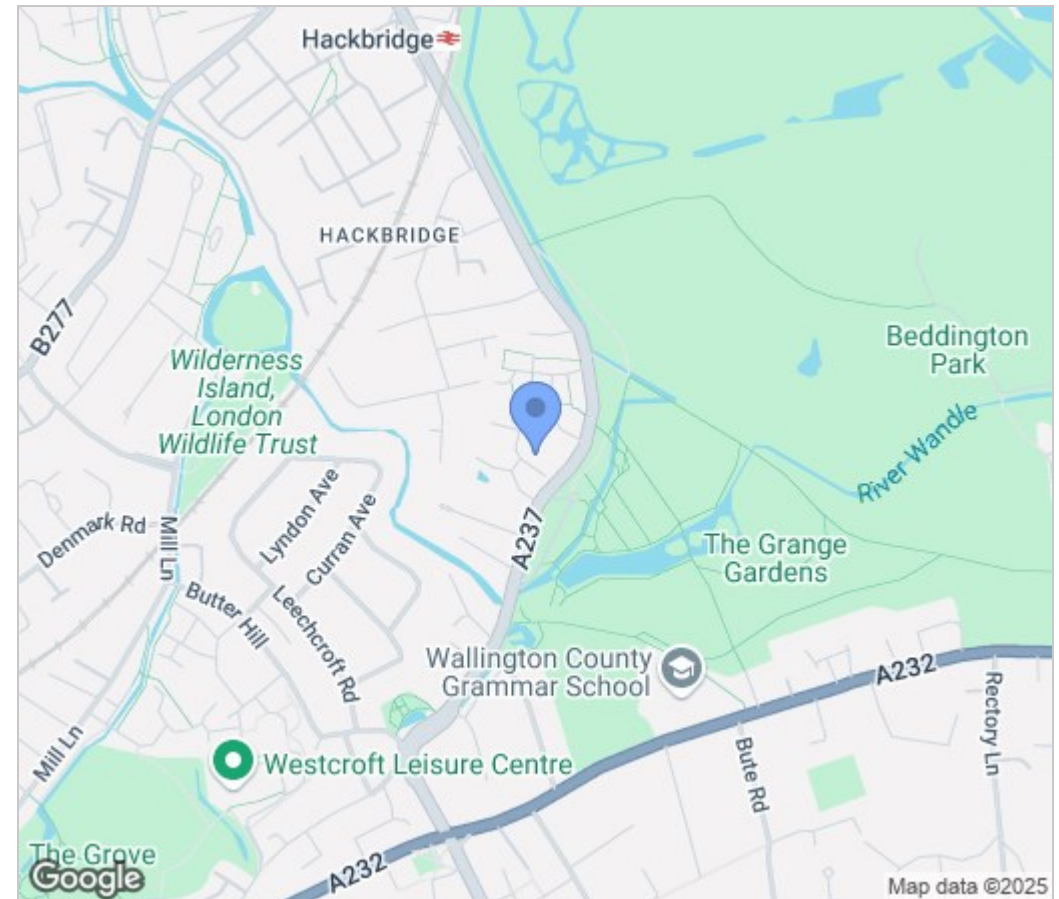 Hackbridge
HACKBRIDGE
B277
Beddington
Park
Wilderness
Island,
London
Wildlife Trust
River Wandle
Lyndon Ave
Curran Ave
Denmark Rd
Mill Ln
A237
The Grange
Gardens
Butter Hill
Leechcroft Rd
Wallington County
Grammar School
A232
Rectory Ln
Mill Ln
Westcroft Leisure Centre
Bute Rd
The Grove
A232
Google
Map data ©2025